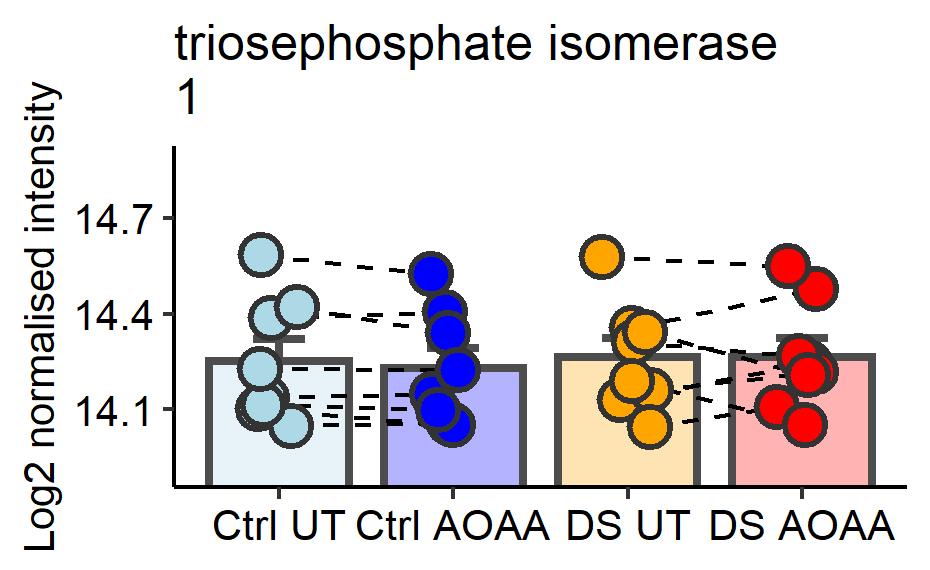 triosephosphate isomerase
1
Log2 normalised intensity
14.7
14.4
14.1
Ctrl UT Ctrl AOAA DS UT DS AOAA